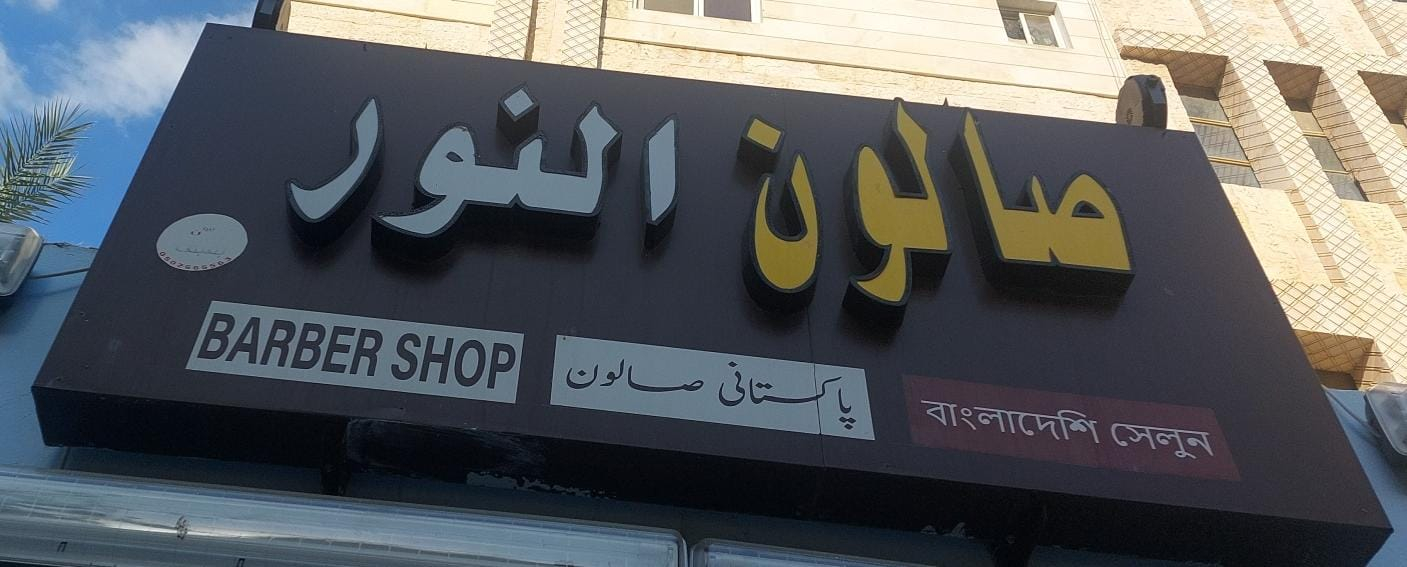 صالون النور
BARBER SHOP
پاکستانی صالون
বাংলাদেশি সেলুন